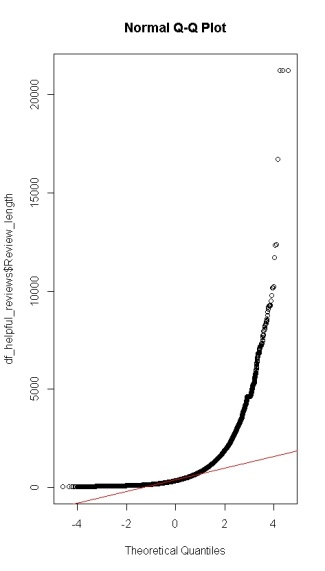 Normal Q-Q Plot
df_helpful_reviews$Review_length
20000
15000
10000
5000
0
-4 -2 0 2 4
Theoretical Quantiles